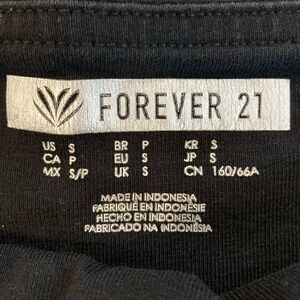 FOREVER 21
US S BR P KR S
CA P EU S JP S
MX S/P UK S CN 160/66A
MADE IN INDONESIA
FABRIQUÉ EN INDONÉSIE
HECHO EN INDONESIA
FABRICADO NA INDONÉSIA